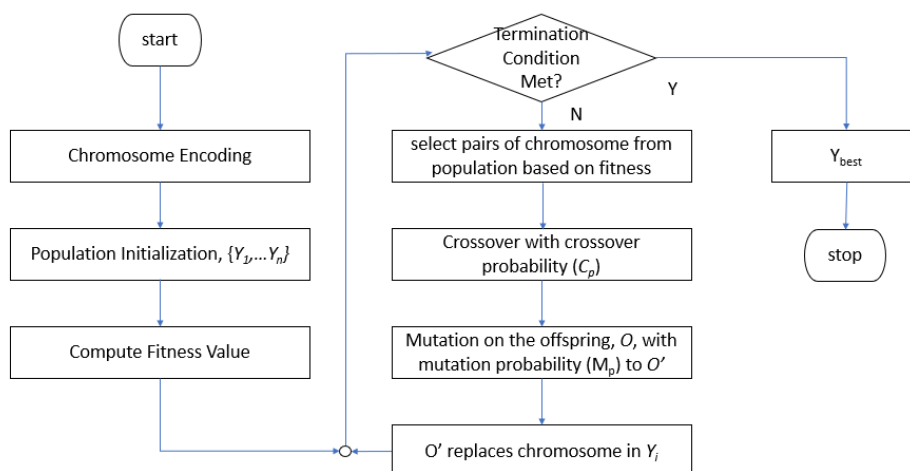 start
Chromosome Encoding
Population Initialization, {Y₁,...Yₙ}
Compute Fitness Value
Termination
Condition
Met?
Y
N
select pairs of chromosome from
population based on fitness
Crossover with crossover
probability (Cₚ)
Mutation on the offspring, O, with
mutation probability (Mₚ) to O’
O’ replaces chromosome in Yᵢ
Y_best
stop